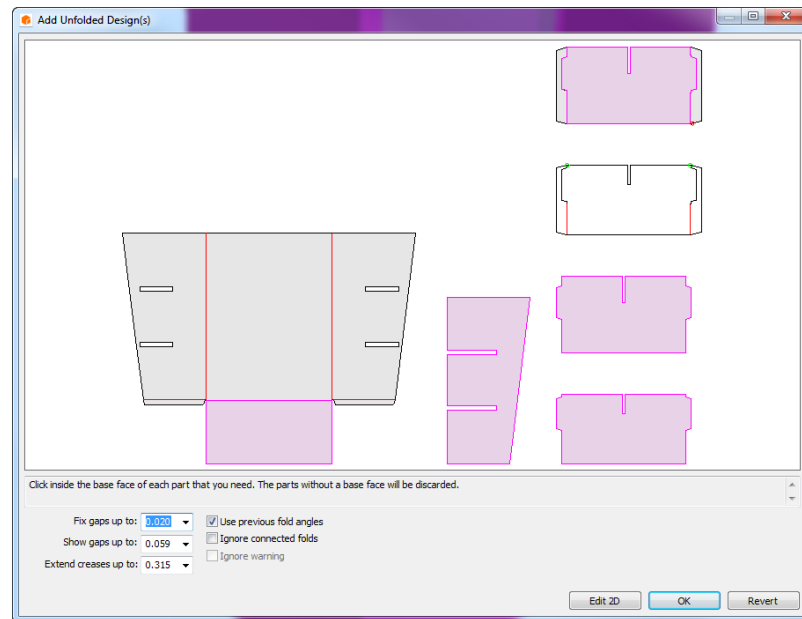 Add Unfolded Design(s)
Click inside the base face of each part that you need. The parts without a base face will be discarded.
Fix gaps up to: 0.020
Use previous fold angles
Show gaps up to: 0.059
Ignore connected folds
Extend creases up to: 0.315
Ignore warning
Edit 2D
OK
Revert